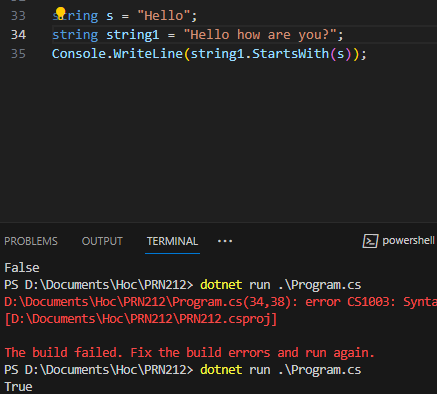 33 string s = "Hello";
34 string string1 = "Hello how are you?";
35 Console.WriteLine(string1.StartsWith(s));
PROBLEMS OUTPUT TERMINAL ... powershell
False
PS D:\Documents\Hoc\PRN212> dotnet run .\Program.cs
D:\Documents\Hoc\PRN212\Program.cs(34,38): error CS1003: Synta
[D:\Documents\Hoc\PRN212\PRN212.csproj]
The build failed. Fix the build errors and run again.
PS D:\Documents\Hoc\PRN212> dotnet run .\Program.cs
True